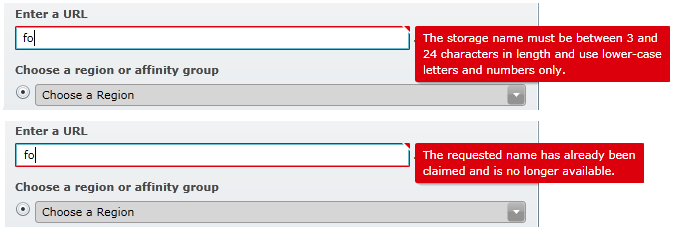 Enter a URL
fo
The storage name must be between 3 and
24 characters in length and use lower-case
letters and numbers only.
Choose a region or affinity group
Choose a Region
Enter a URL
fo
The requested name has already been
claimed and is no longer available.
Choose a region or affinity group
Choose a Region